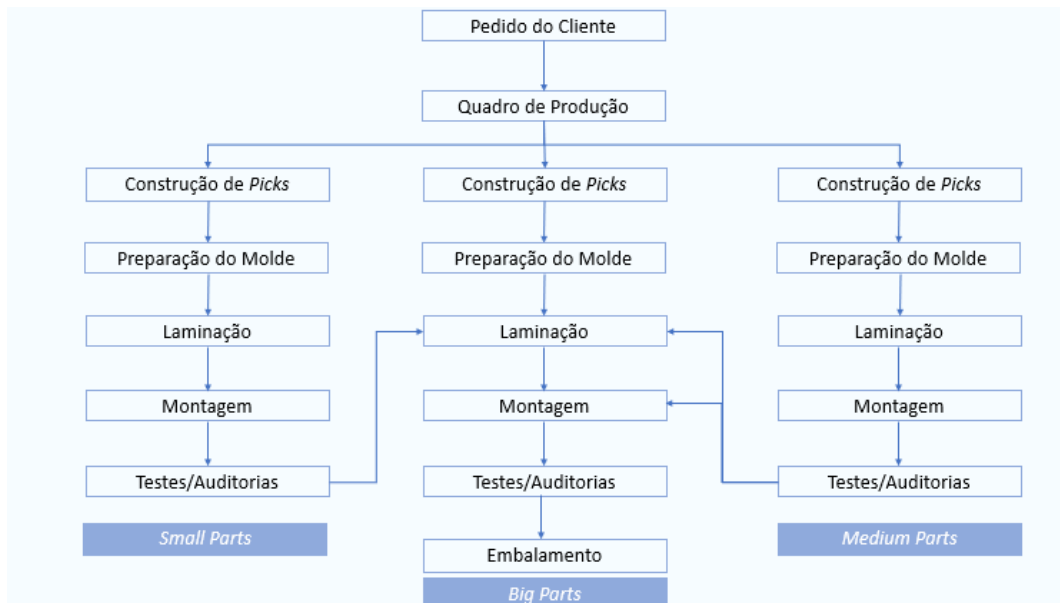 Pedido do Cliente
Quadro de Produção
Construção de Picks
Construção de Picks
Construção de Picks
Preparação do Molde
Preparação do Molde
Preparação do Molde
Laminação
Laminação
Laminação
Montagem
Montagem
Montagem
Testes/Auditorias
Testes/Auditorias
Testes/Auditorias
Small Parts
Medium Parts
Embalamento
Big Parts